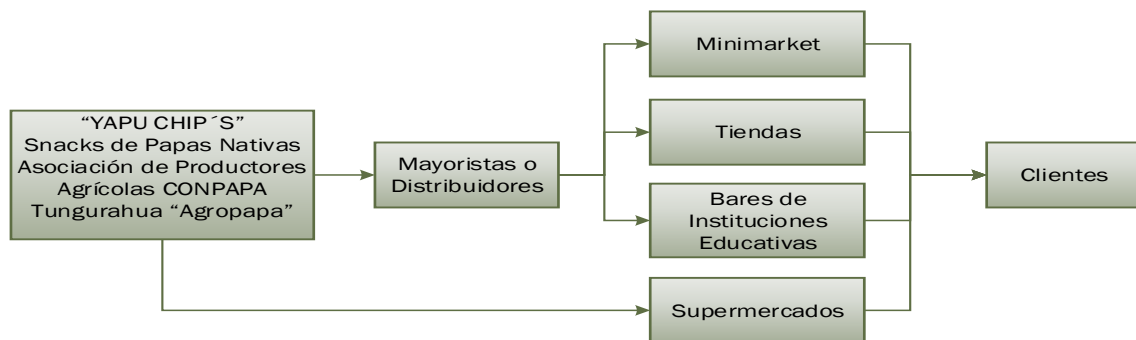 “YAPU CHIP´S”
Snacks de Papas Nativas
Asociación de Productores
Agrícolas CONPAPA
Tungurahua “Agropapa”
Mayoristas o
Distribuidores
Minimarket
Tiendas
Bares de
Instituciones
Educativas
Supermercados
Clientes